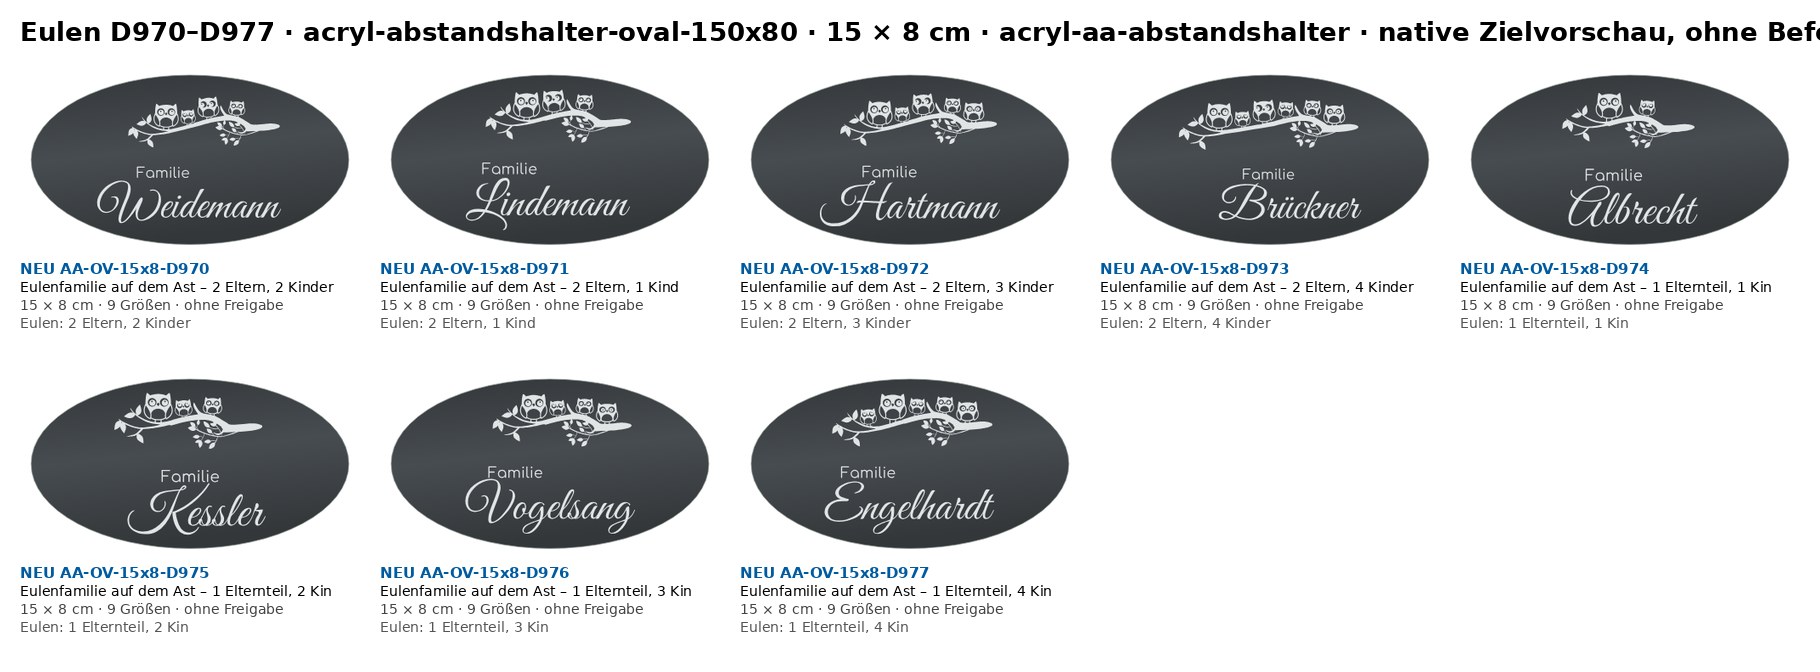 Eulen D970–D977 · acryl-abstandshalter-oval-150x80 · 15 × 8 cm · acryl-aa-abstandshalter · native Zielvorschau, ohne
Familie
Weidemann
Familie
Lindemann
Familie
Hartmann
Familie
Brückner
Familie
Albrecht
NEU AA-OV-15x8-D970
Eulenfamilie auf dem Ast – 2 Eltern, 2 Kinder
15 × 8 cm · 9 Größen · ohne Freigabe
Eulen: 2 Eltern, 2 Kinder
NEU AA-OV-15x8-D971
Eulenfamilie auf dem Ast – 2 Eltern, 1 Kind
15 × 8 cm · 9 Größen · ohne Freigabe
Eulen: 2 Eltern, 1 Kind
NEU AA-OV-15x8-D972
Eulenfamilie auf dem Ast – 2 Eltern, 3 Kinder
15 × 8 cm · 9 Größen · ohne Freigabe
Eulen: 2 Eltern, 3 Kinder
NEU AA-OV-15x8-D973
Eulenfamilie auf dem Ast – 2 Eltern, 4 Kinder
15 × 8 cm · 9 Größen · ohne Freigabe
Eulen: 2 Eltern, 4 Kinder
NEU AA-OV-15x8-D974
Eulenfamilie auf dem Ast – 1 Elternteil, 1 Kin
15 × 8 cm · 9 Größen · ohne Freigabe
Eulen: 1 Elternteil, 1 Kin
Familie
Kessler
Familie
Vogelsang
Familie
Engelhardt
NEU AA-OV-15x8-D975
Eulenfamilie auf dem Ast – 1 Elternteil, 2 Kin
15 × 8 cm · 9 Größen · ohne Freigabe
Eulen: 1 Elternteil, 2 Kin
NEU AA-OV-15x8-D976
Eulenfamilie auf dem Ast – 1 Elternteil, 3 Kin
15 × 8 cm · 9 Größen · ohne Freigabe
Eulen: 1 Elternteil, 3 Kin
NEU AA-OV-15x8-D977
Eulenfamilie auf dem Ast – 1 Elternteil, 4 Kin
15 × 8 cm · 9 Größen · ohne Freigabe
Eulen: 1 Elternteil, 4 Kin